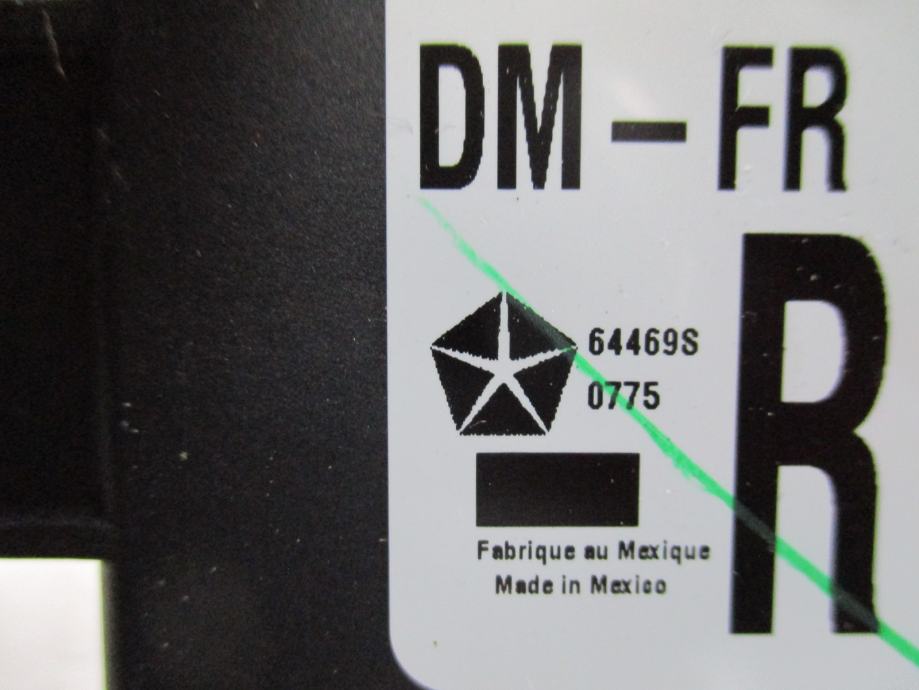 DM-FR
R
64469S
0775
Fabrique au Mexique
Made in Mexico